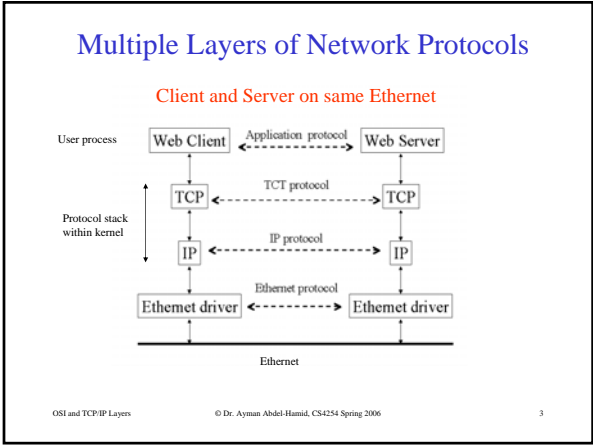 Multiple Layers of Network Protocols
Client and Server on same Ethernet
User process
Web Client
Application protocol
Web Server
TCP
TCT protocol
TCP
Protocol stack
within kernel
IP
IP protocol
IP
Ethernet driver
Ethernet protocol
Ethernet driver
Ethernet
OSI and TCP/IP Layers
© Dr. Ayman Abdel-Hamid, CS4254 Spring 2006
3